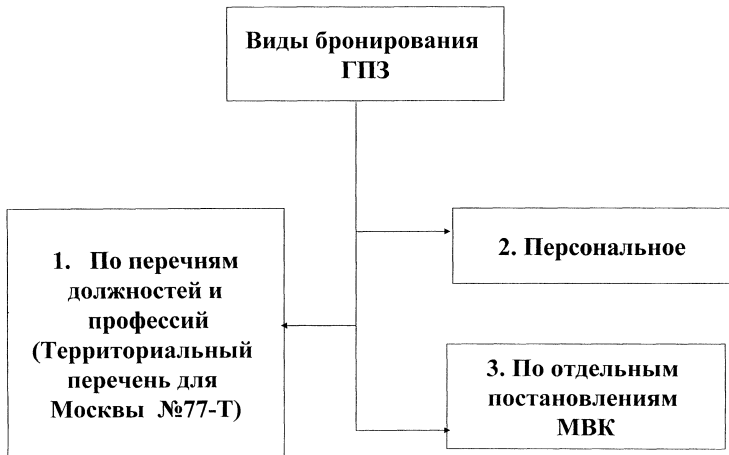 Виды бронирования
ГПЗ
1. По перечням
должностей и
профессий
(Территориальный
перечень для
Москвы №77-Т)
2. Персональное
3. По отдельным
постановлениям
МВК